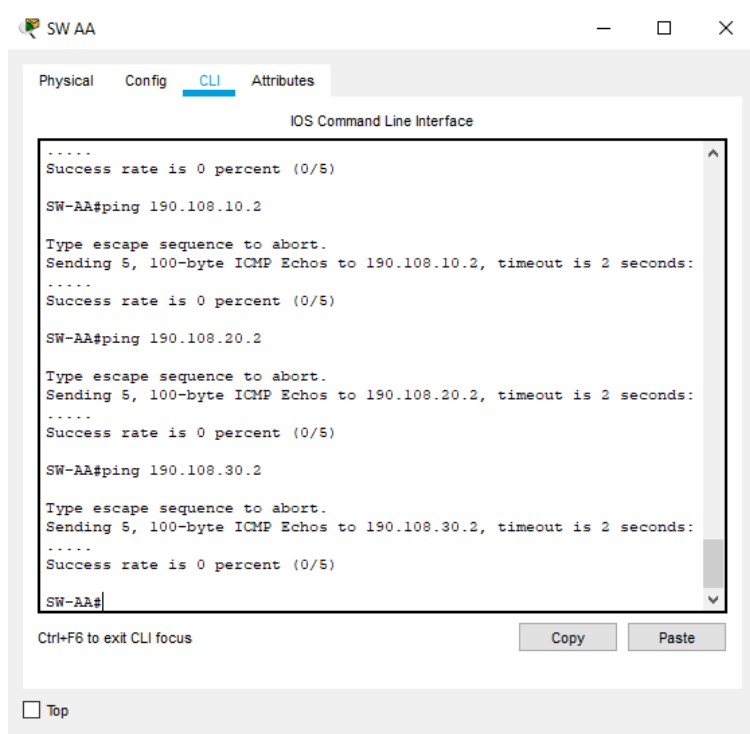 SW AA
Physical Config CLI Attributes
IOS Command Line Interface
.....
Success rate is 0 percent (0/5)
SW-AA#ping 190.108.10.2
Type escape sequence to abort.
Sending 5, 100-byte ICMP Echos to 190.108.10.2, timeout is 2 seconds:
.....
Success rate is 0 percent (0/5)
SW-AA#ping 190.108.20.2
Type escape sequence to abort.
Sending 5, 100-byte ICMP Echos to 190.108.20.2, timeout is 2 seconds:
.....
Success rate is 0 percent (0/5)
SW-AA#ping 190.108.30.2
Type escape sequence to abort.
Sending 5, 100-byte ICMP Echos to 190.108.30.2, timeout is 2 seconds:
.....
Success rate is 0 percent (0/5)
SW-AA#
Ctrl+F6 to exit CLI focus Copy Paste
Top